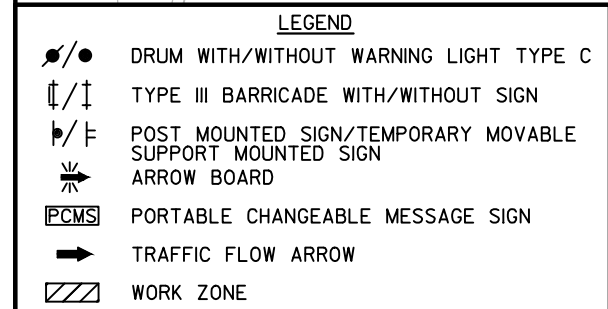 LEGEND
DRUM WITH/WITHOUT WARNING LIGHT TYPE C
TYPE III BARRICADE WITH/WITHOUT SIGN
POST MOUNTED SIGN/TEMPORARY MOVABLE
SUPPORT MOUNTED SIGN
ARROW BOARD
PCMS PORTABLE CHANGEABLE MESSAGE SIGN
TRAFFIC FLOW ARROW
WORK ZONE